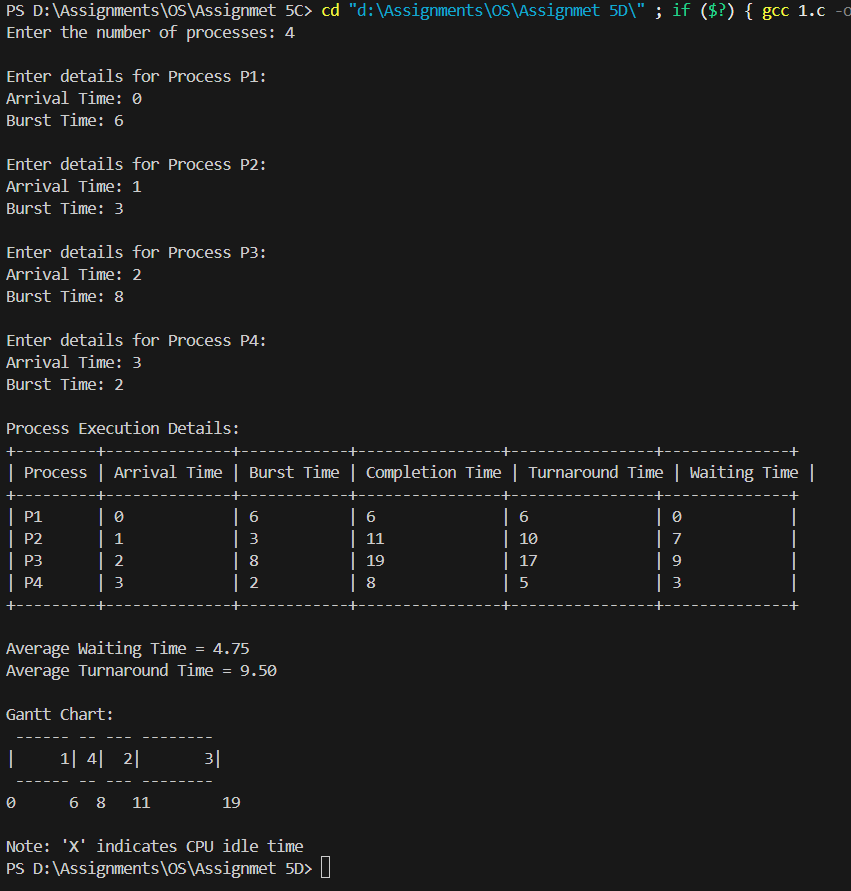 PS D:\Assignments\OS\Assignmet 5C> cd "d:\Assignments\OS\Assignmet 5D\" ; if ($?) { gcc 1.c -o
Enter the number of processes: 4

Enter details for Process P1:
Arrival Time: 0
Burst Time: 6

Enter details for Process P2:
Arrival Time: 1
Burst Time: 3

Enter details for Process P3:
Arrival Time: 2
Burst Time: 8

Enter details for Process P4:
Arrival Time: 3
Burst Time: 2

Process Execution Details:
+---------+--------------+------------+----------------+----------------+--------------+
| Process | Arrival Time | Burst Time | Completion Time | Turnaround Time | Waiting Time |
+---------+--------------+------------+----------------+----------------+--------------+
| P1      | 0            | 6          | 6              | 6              | 0            |
| P2      | 1            | 3          | 11             | 10             | 7            |
| P3      | 2            | 8          | 19             | 17             | 9            |
| P4      | 3            | 2          | 8              | 5              | 3            |
+---------+--------------+------------+----------------+----------------+--------------+

Average Waiting Time = 4.75
Average Turnaround Time = 9.50

Gantt Chart:
 ------ -- --- --------
|     1| 4|  2|       3|
 ------ -- --- --------
0      6  8   11        19

Note: 'X' indicates CPU idle time
PS D:\Assignments\OS\Assignmet 5D>